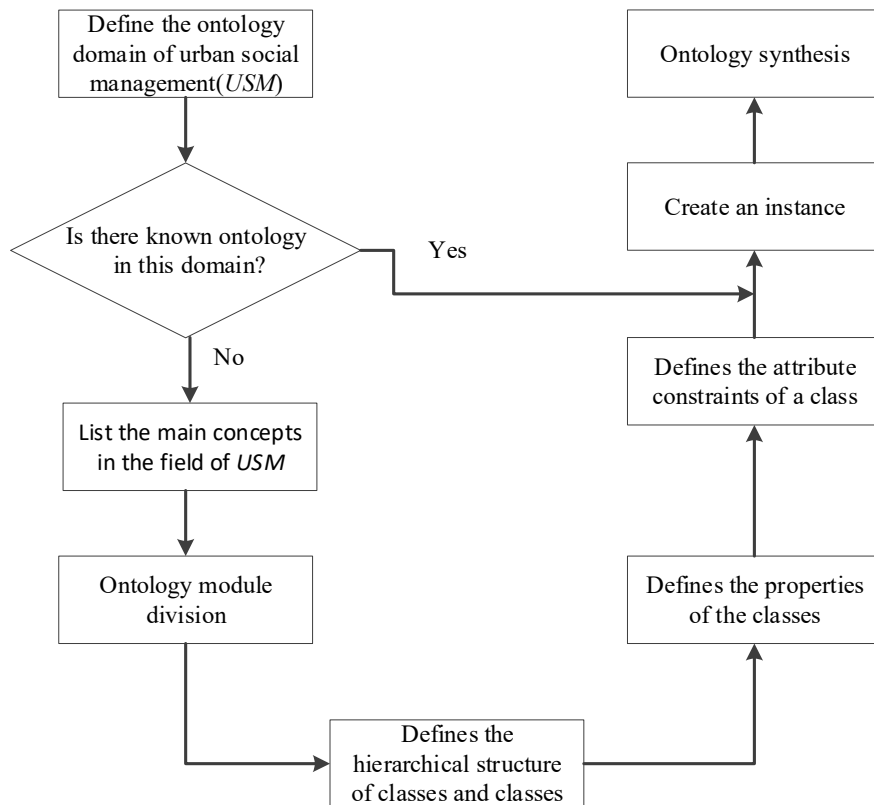 Define the ontology
domain of urban social
management(USM)
Is there known ontology
in this domain?
Yes
No
List the main concepts
in the field of USM
Ontology module
division
Defines the
hierarchical structure
of classes and classes
Defines the properties
of the classes
Defines the attribute
constraints of a class
Create an instance
Ontology synthesis